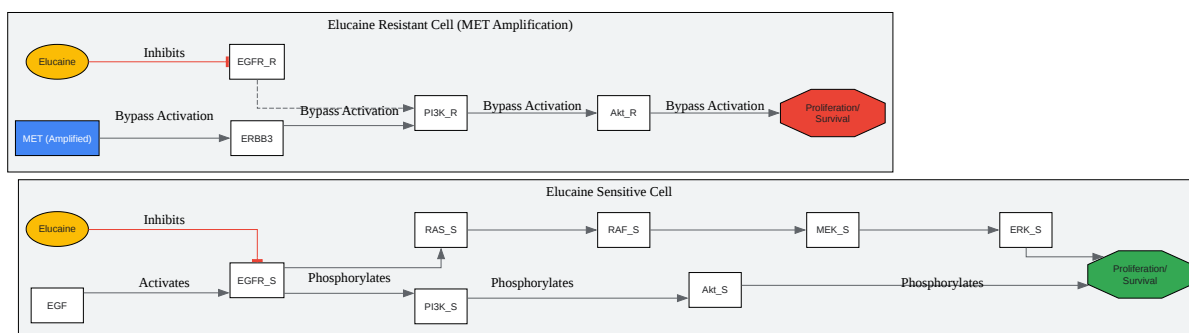 Elucaine Resistant Cell (MET Amplification)
Elucaine
Inhibits
EGFR_R
MET (Amplified)
Bypass Activation
ERBB3
Bypass Activation
PI3K_R
Bypass Activation
Akt_R
Bypass Activation
Proliferation/
Survival
Elucaine Sensitive Cell
Elucaine
Inhibits
RAS_S
RAF_S
MEK_S
ERK_S
EGF
Activates
EGFR_S
Phosphorylates
PI3K_S
Phosphorylates
Akt_S
Phosphorylates
Proliferation/
Survival